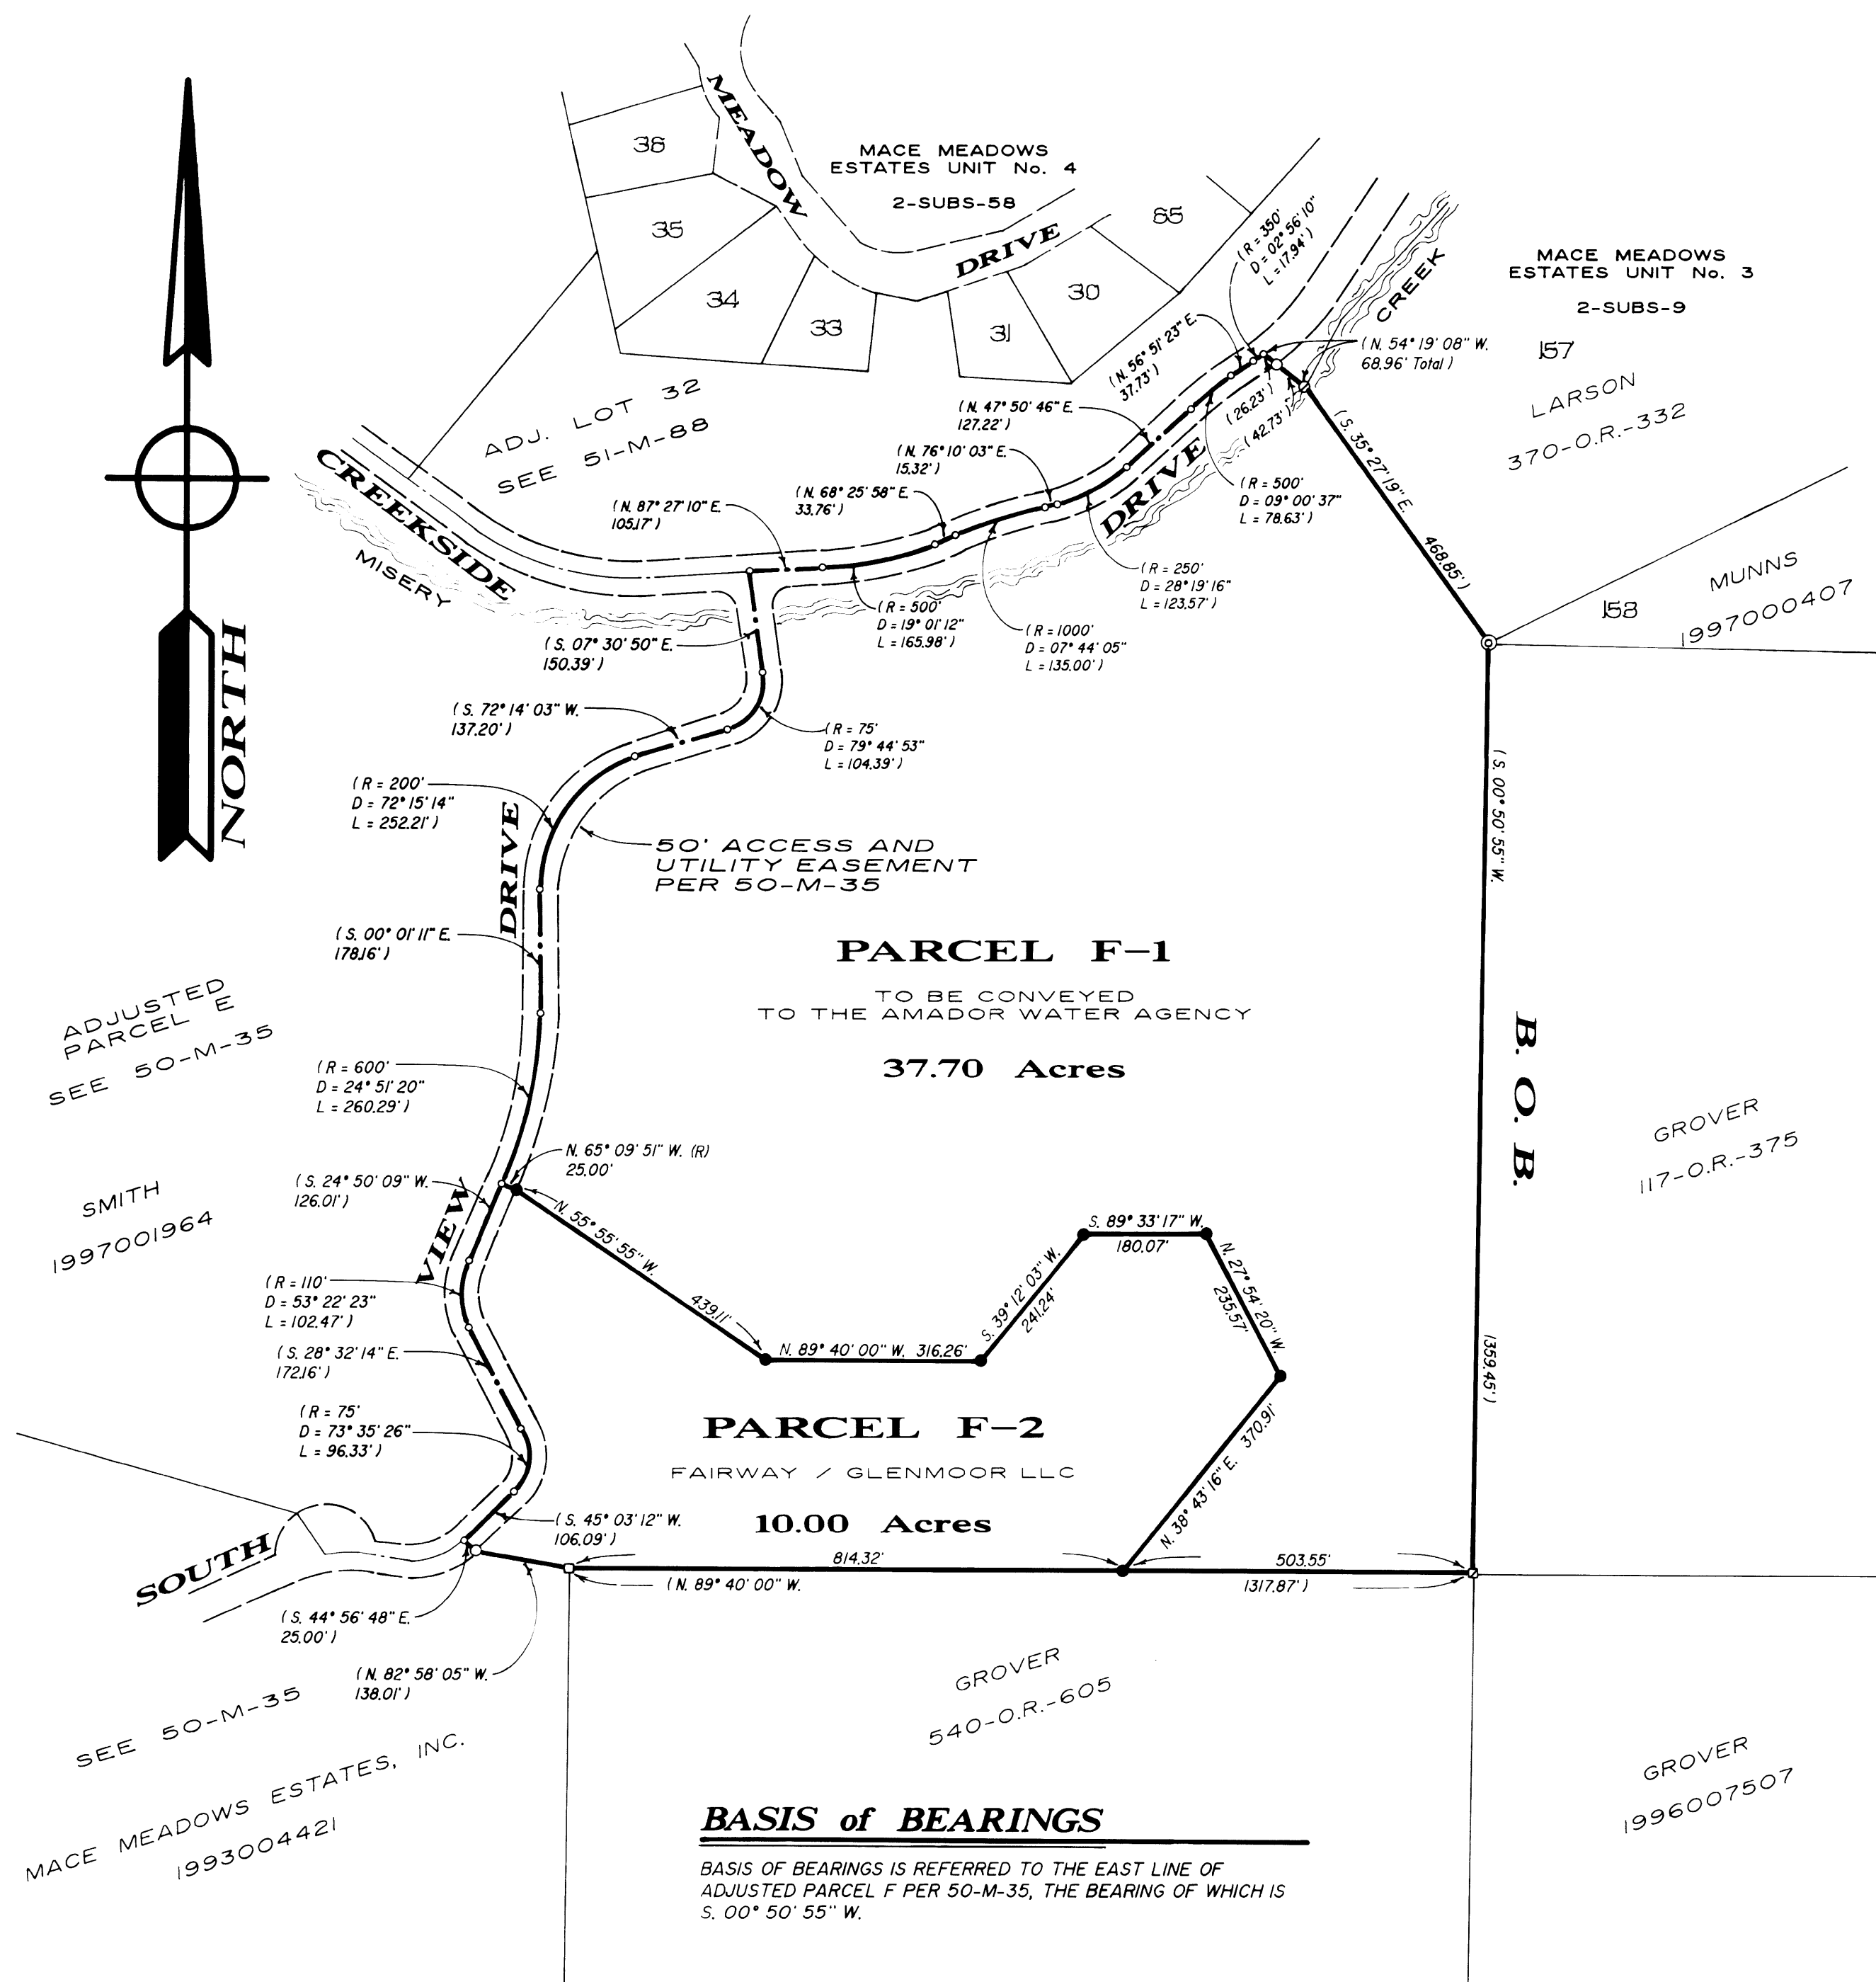 NORTH
MEADOW
DRIVE
MACE MEADOWS
ESTATES UNIT No. 4
2-SUBS-58
36
35
34
33
31
30
65
(R = 350'
D = 02° 56' 10"
L = 17.94')
MACE MEADOWS
ESTATES UNIT No. 3
2-SUBS-9
CREEK
157
LARSON
370-O.R.-332
(N. 54° 19' 08" W.
68.96' Total)
(26.23')
(42.73')
(N. 56° 51' 23" E.
37.73')
(N. 47° 50' 46" E.
127.22')
(N. 76° 10' 03" E.
15.32')
(N. 68° 25' 58" E.
33.76')
(N. 87° 27' 10" E.
105.17')
ADJ. LOT 32
SEE 51-M-88
CREEKSIDE
DRIVE
MISERY
(S. 35° 27' 19" E.
468.85')
(R = 500'
D = 09° 00' 37"
L = 78.63')
(R = 250'
D = 28° 19' 16"
L = 123.57')
(R = 500'
D = 19° 01' 12"
L = 165.98')
(R = 1000'
D = 07° 44' 05"
L = 135.00')
MUNNS
1997000407
158
(S. 07° 30' 50" E.
150.39')
(S. 72° 14' 03" W.
137.20')
(R = 75'
D = 79° 44' 53"
L = 104.39')
(R = 200'
D = 72° 15' 14"
L = 252.21')
50' ACCESS AND
UTILITY EASEMENT
PER 50-M-35
DRIVE
(S. 00° 50' 55" W.
1359.45')
(S. 00° 01' 11" E.
178.16')
PARCEL F-1
TO BE CONVEYED
TO THE AMADOR WATER AGENCY
37.70 Acres
ADJUSTED
PARCEL E
SEE 50-M-35
B. O. B.
(R = 600'
D = 24° 51' 20"
L = 260.29')
GROVER
117-O.R.-375
N. 65° 09' 51" W. (R)
25.00'
(S. 24° 50' 09" W.
126.01')
SMITH
1997001964
VIEW
N. 55° 55' 55" W.
439.11'
N. 89° 40' 00" W. 316.26'
S. 39° 12' 03" W.
241.24'
S. 89° 33' 17" W.
180.07'
N. 27° 54' 20" W.
235.57'
N. 38° 43' 16" E. 370.91'
(R = 110'
D = 53° 22' 23"
L = 102.47')
(S. 28° 32' 14" E.
172.16')
(R = 75'
D = 73° 35' 26"
L = 96.33')
PARCEL F-2
FAIRWAY / GLENMOOR LLC
10.00 Acres
(S. 45° 03' 12" W.
106.09')
SOUTH
814.32'
503.55'
(N. 89° 40' 00" W.
1317.87')
(S. 44° 56' 48" E.
25.00')
(N. 82° 58' 05" W.
138.01')
SEE 50-M-35
MACE MEADOWS ESTATES, INC.
1993004421
GROVER
540-O.R.-605
GROVER
1996007507
BASIS of BEARINGS
BASIS OF BEARINGS IS REFERRED TO THE EAST LINE OF
ADJUSTED PARCEL F PER 50-M-35, THE BEARING OF WHICH IS
S. 00° 50' 55" W.